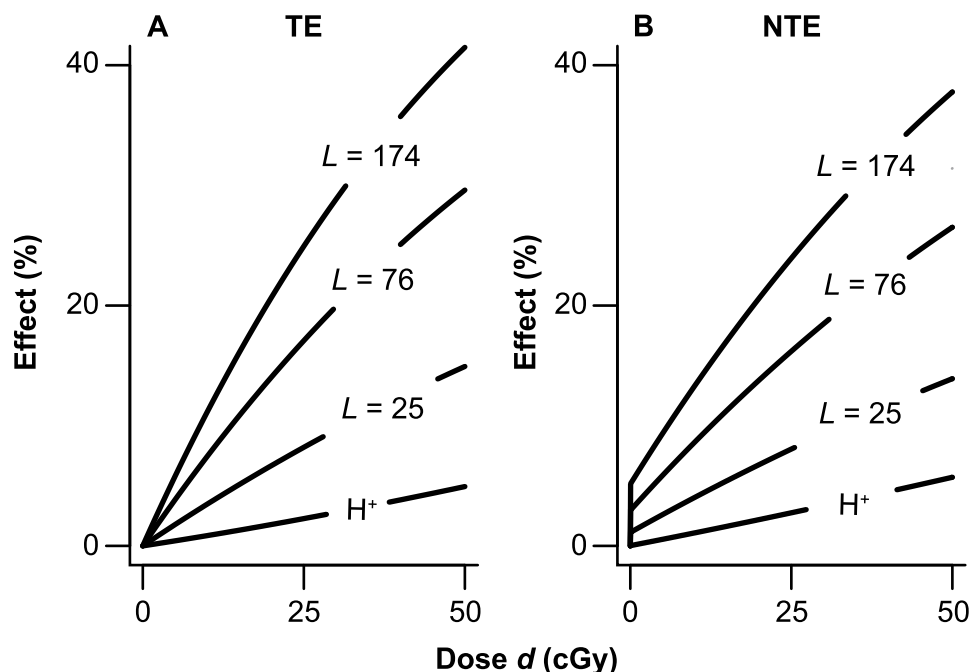 A TE
B NTE
Effect (%)
40
20
0
L = 174
L = 76
L = 25
H⁺
0 25 50
Effect (%)
40
20
0
L = 174
L = 76
L = 25
H⁺
0 25 50
Dose d (cGy)